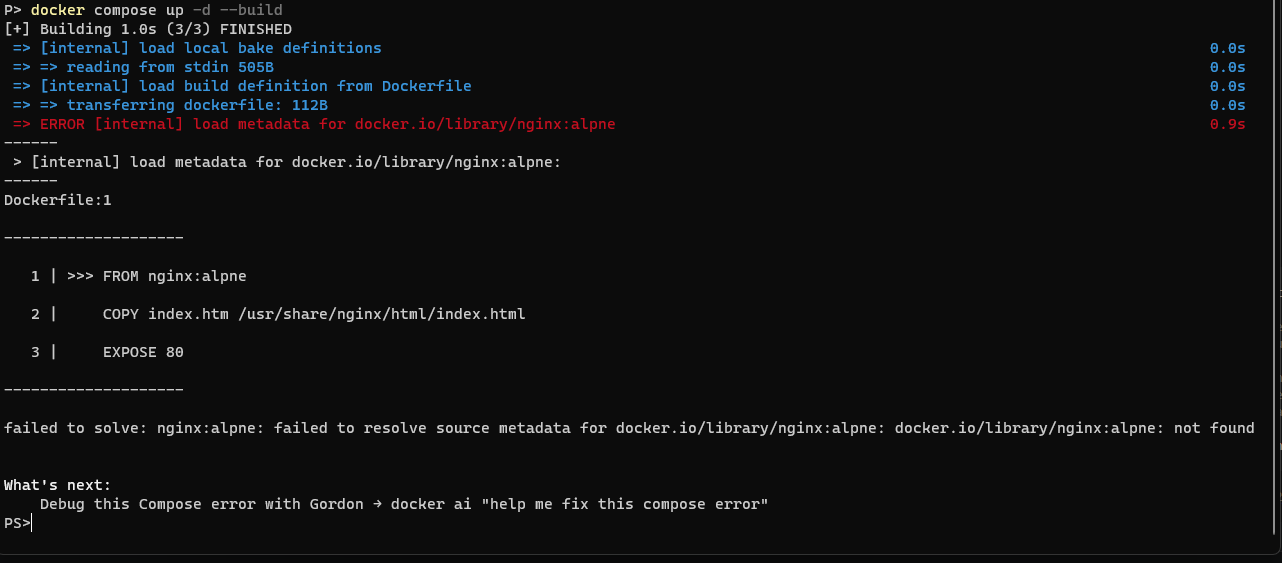 P> docker compose up -d --build
[+] Building 1.0s (3/3) FINISHED
 => [internal] load local bake definitions 0.0s
 => => reading from stdin 505B 0.0s
 => [internal] load build definition from Dockerfile 0.0s
 => => transferring dockerfile: 112B 0.0s
 => ERROR [internal] load metadata for docker.io/library/nginx:alpne 0.9s
------
 > [internal] load metadata for docker.io/library/nginx:alpne:
------
Dockerfile:1
--------------------
   1 | >>> FROM nginx:alpne
   2 |     COPY index.htm /usr/share/nginx/html/index.html
   3 |     EXPOSE 80
--------------------
failed to solve: nginx:alpne: failed to resolve source metadata for docker.io/library/nginx:alpne: docker.io/library/nginx:alpne: not found
What's next:
    Debug this Compose error with Gordon → docker ai "help me fix this compose error"
PS>